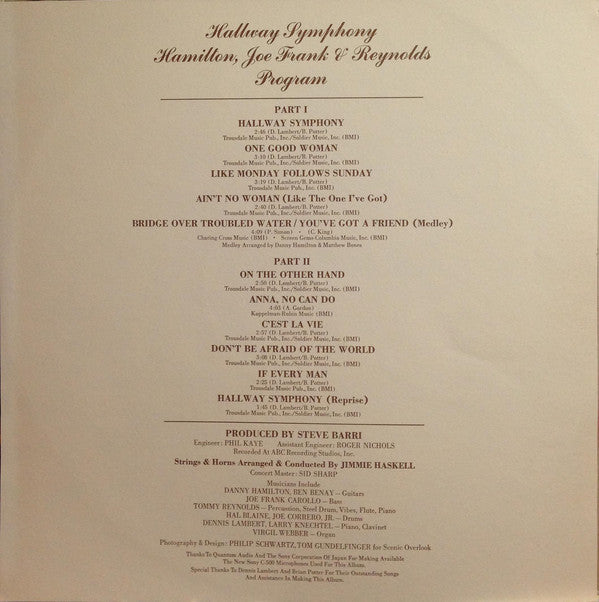 Hallway Symphony
Hamilton, Joe Frank & Reynolds
Program
PART I
HALLWAY SYMPHONY
2:46 (D. Lambert/B. Potter)
Trousdale Music Pub., Inc./Soldier Music, Inc. (BMI)
ONE GOOD WOMAN
3:10 (D. Lambert/B. Potter)
Trousdale Music Pub., Inc./Soldier Music, Inc. (BMI)
LIKE MONDAY FOLLOWS SUNDAY
3:19 (D. Lambert/B. Potter)
Trousdale Music Pub., Inc./Soldier Music, Inc. (BMI)
AIN'T NO WOMAN (Like The One I've Got)
2:40 (D. Lambert/B. Potter)
Trousdale Music Pub., Inc./Soldier Music, Inc. (BMI)
BRIDGE OVER TROUBLED WATER/YOU'VE GOT A FRIEND (Medley)
4:09 (P. Simon) • (C. King)
Charing Cross Music (BMI) • Screen Gems-Columbia Music, Inc. (BMI)
Medley Arranged by Danny Hamilton & Matthew Bones
PART II
ON THE OTHER HAND
2:50 (D. Lambert/B. Potter)
Trousdale Music Pub., Inc./Soldier Music, Inc. (BMI)
ANNA, NO CAN DO
4:03 (A. Gordon)
Kappelman-Rubin Music (BMI)
C'EST LA VIE
2:57 (D. Lambert/B. Potter)
Trousdale Music Pub., Inc./Soldier Music, Inc. (BMI)
DON'T BE AFRAID OF THE WORLD
3:08 (D. Lambert/B. Potter)
Trousdale Music Pub., Inc./Soldier Music, Inc. (BMI)
IF EVERY MAN
2:25 (D. Lambert/B. Potter)
Trousdale Music Pub., Inc./Soldier Music, Inc. (BMI)
HALLWAY SYMPHONY (Reprise)
1:45 (D. Lambert/B. Potter)
Trousdale Music Pub., Inc./Soldier Music, Inc. (BMI)
PRODUCED BY STEVE BARRI
Engineer: PHIL KAYE Assistant Engineer: ROGER NICHOLS
Recorded At ABC Recording Studios, Inc.
Strings & Horns Arranged & Conducted By JIMMIE HASKELL
Concert Master: SID SHARP
Musicians Include
DANNY HAMILTON, BEN BENAY – Guitars
JOE FRANK CAROLLO – Bass
TOMMY REYNOLDS – Percussion, Steel Drum, Vibes, Flute, Piano
HAL BLAINE, JOE CORRERO, JR. – Drums
DENNIS LAMBERT, LARRY KNECHTEL – Piano, Clavinet
VIRGIL WEBBER – Organ
Photography & Design: PHILIP SCHWARTZ, TOM GUNDELFINGER for Scenic Overlook
Thanks To Quantum Audio And The Sony Corporation Of Japan For Making Available
The New Sony C-500 Microphones Used For This Album.
Special Thanks To Dennis Lambert And Brian Potter For Their Outstanding Songs
And Assistance In Making This Album.